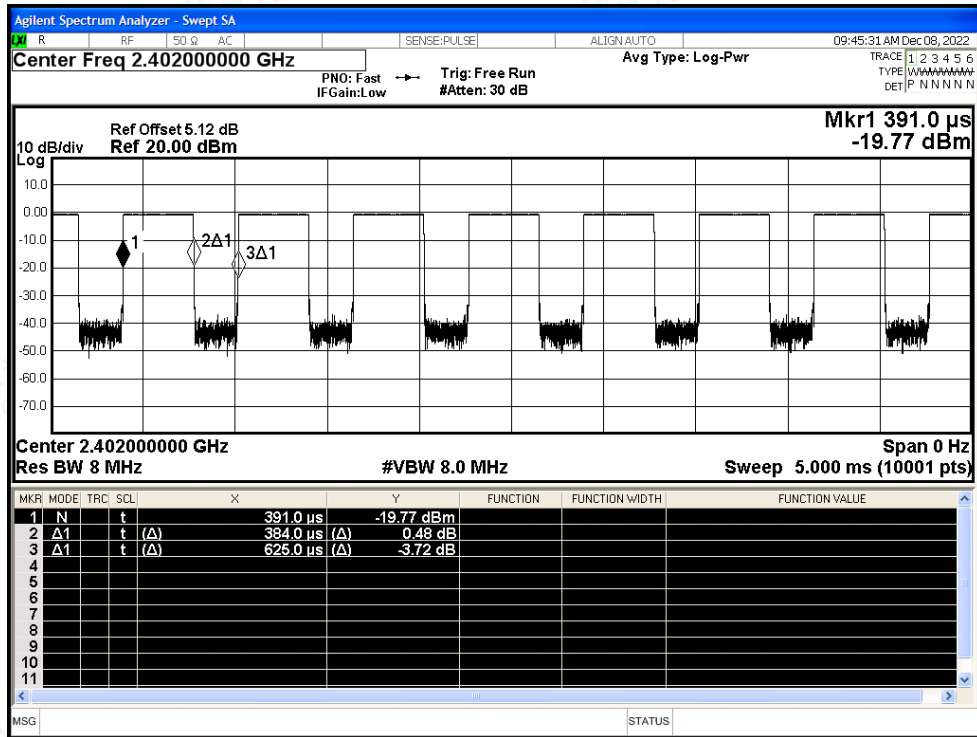 Agilent Spectrum Analyzer - Swept SA
LXI R RF 50 Ω AC SENSE:PULSE ALIGN AUTO 09:45:31 AM Dec 08, 2022
Center Freq 2.402000000 GHz
PNO: Fast
IFGain:Low
Trig: Free Run
#Atten: 30 dB
Avg Type: Log-Pwr
TRACE 1 2 3 4 5 6
TYPE W
DET P N N N N N
Mkr1 391.0 µs
-19.77 dBm
Ref Offset 5.12 dB
10 dB/div Ref 20.00 dBm
Log
10.0
0.00
-10.0
-20.0
-30.0
-40.0
-50.0
-60.0
-70.0
1
2Δ1
3Δ1
Center 2.402000000 GHz Span 0 Hz
Res BW 8 MHz #VBW 8.0 MHz Sweep 5.000 ms (10001 pts)
MKR MODE TRC SCL X Y FUNCTION FUNCTION WIDTH FUNCTION VALUE
1 N t 391.0 µs -19.77 dBm
2 Δ1 t (Δ) 384.0 µs (Δ) 0.48 dB
3 Δ1 t (Δ) 625.0 µs (Δ) -3.72 dB
4
5
6
7
8
9
10
11
MSG STATUS